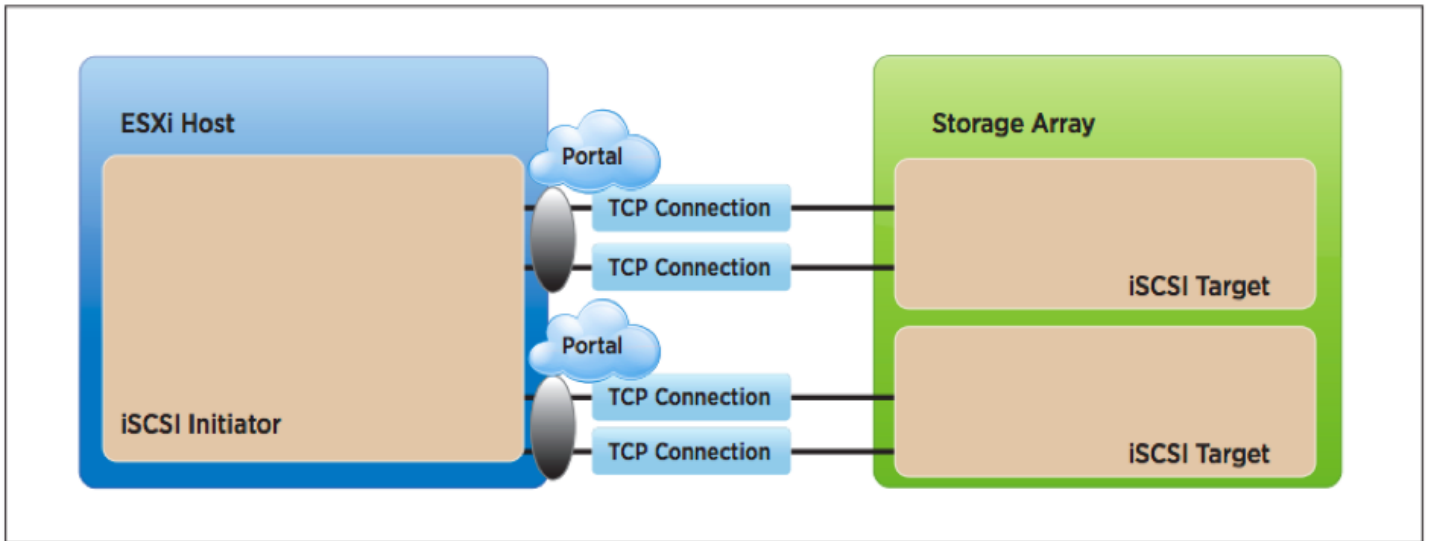 ESXi Host
Storage Array
Portal
TCP Connection
TCP Connection
iSCSI Target
Portal
TCP Connection
iSCSI Initiator
TCP Connection
iSCSI Target